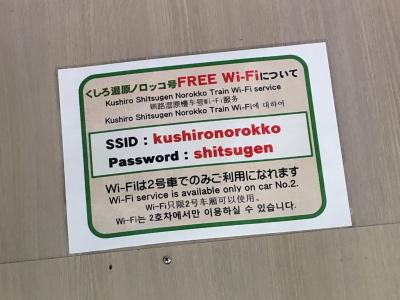 くしろ湿原ノロッコ号FREE Wi-Fiについて
Kushiro Shitsugen Norokko Train Wi-Fi service
钏路湿原慢车号Wi-Fi服务
Kushiro Shitsugen Norokko Train Wi-Fi에 대하여
SSID : kushironorokko
Password : shitsugen
Wi-Fiは2号車でのみご利用になれます
Wi-Fi service is available only on car No.2.
Wi-Fi只限2号车厢可以使用。
Wi-Fi는 2호차에서만 이용하실 수 있습니다.